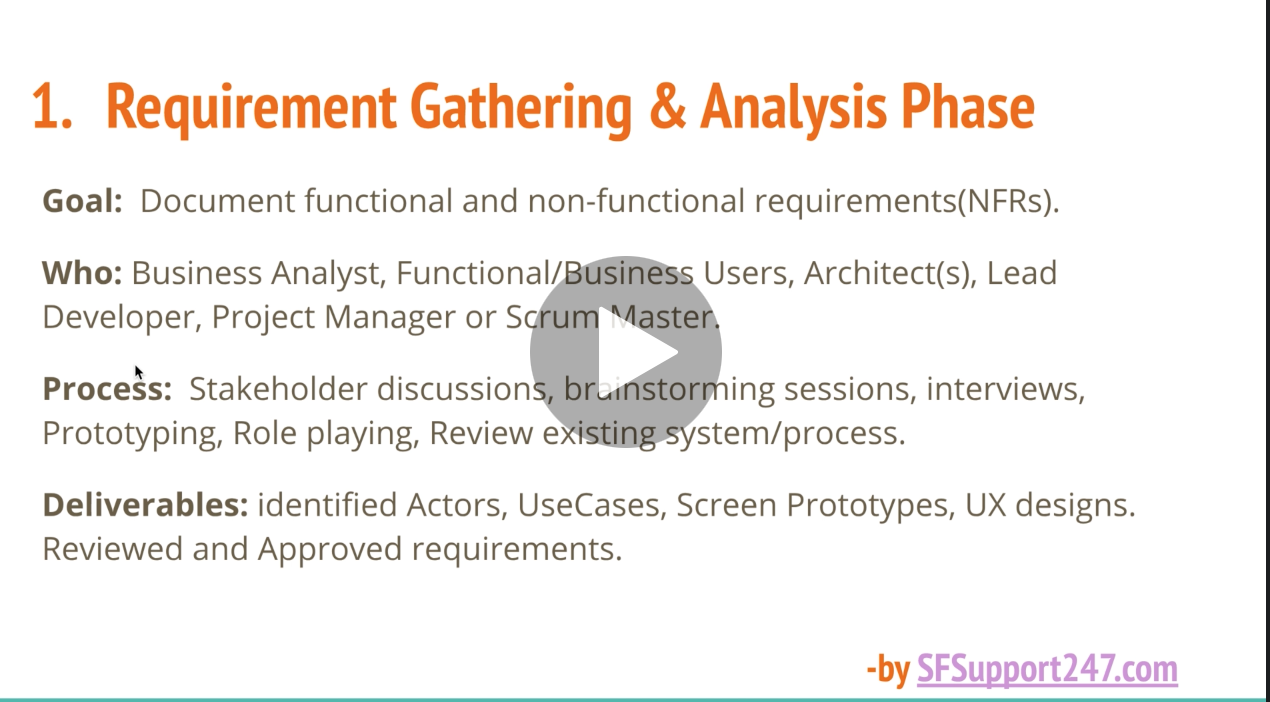 1. Requirement Gathering & Analysis Phase
Goal: Document functional and non-functional requirements(NFRs).
Who: Business Analyst, Functional/Business Users, Architect(s), Lead
Developer, Project Manager or Scrum Master.
Process: Stakeholder discussions, brainstorming sessions, interviews,
Prototyping, Role playing, Review existing system/process.
Deliverables: identified Actors, UseCases, Screen Prototypes, UX designs.
Reviewed and Approved requirements.
-by SFSupport247.com